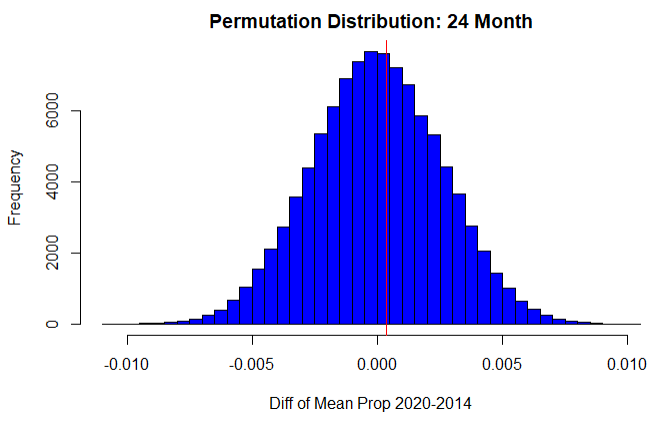 Permutation Distribution: 24 Month
Frequency
6000
4000
2000
0
-0.010 -0.005 0.000 0.005 0.010
Diff of Mean Prop 2020-2014